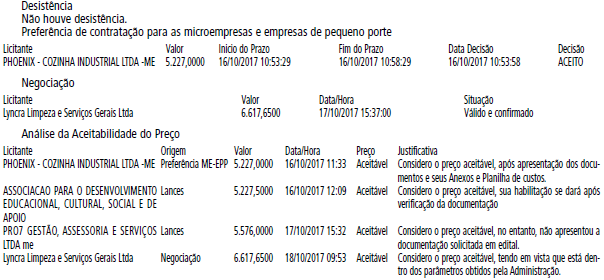 Desistência
Não houve desistência.
Preferência de contratação para as microempresas e empresas de pequeno porte
Licitante Valor Inicio do Prazo Fim do Prazo Data Decisão Decisão
PHOENIX - COZINHA INDUSTRIAL LTDA -ME 5.227,0000 16/10/2017 10:53:29 16/10/2017 10:58:29 16/10/2017 10:53:58 ACEITO
Negociação
Licitante Valor Data/Hora Situação
Lyncra Limpeza e Serviços Gerais Ltda 6.617,6500 17/10/2017 15:37:00 Válido e confirmado
Análise da Aceitabilidade do Preço
Licitante Origem Valor Data/Hora Preço Justificativa
PHOENIX - COZINHA INDUSTRIAL LTDA -ME Preferência ME-EPP 5.227,0000 16/10/2017 11:33 Aceitável Considero o preço aceitável, após apresentação dos docu-
mentos e seus Anexos e Planilha de custos.
ASSOCIACAO PARA O DESENVOLVIMENTO Lances 5.227,5000 16/10/2017 12:09 Aceitável Considero o preço aceitável, sua habilitação se dará após
EDUCACIONAL, CULTURAL, SOCIAL E DE verificação da documentação
APOIO
PRO7 GESTÃO, ASSESSORIA E SERVIÇOS Lances 5.576,0000 17/10/2017 15:32 Aceitável Considero o preço aceitável, no entanto, não apresentou a
LTDA me documentação solicitada em edital.
Lyncra Limpeza e Serviços Gerais Ltda Negociação 6.617,6500 18/10/2017 09:53 Aceitável Considero o preço aceitável, tendo em vista que está den-
tro dos parâmetros obtidos pela Administração.